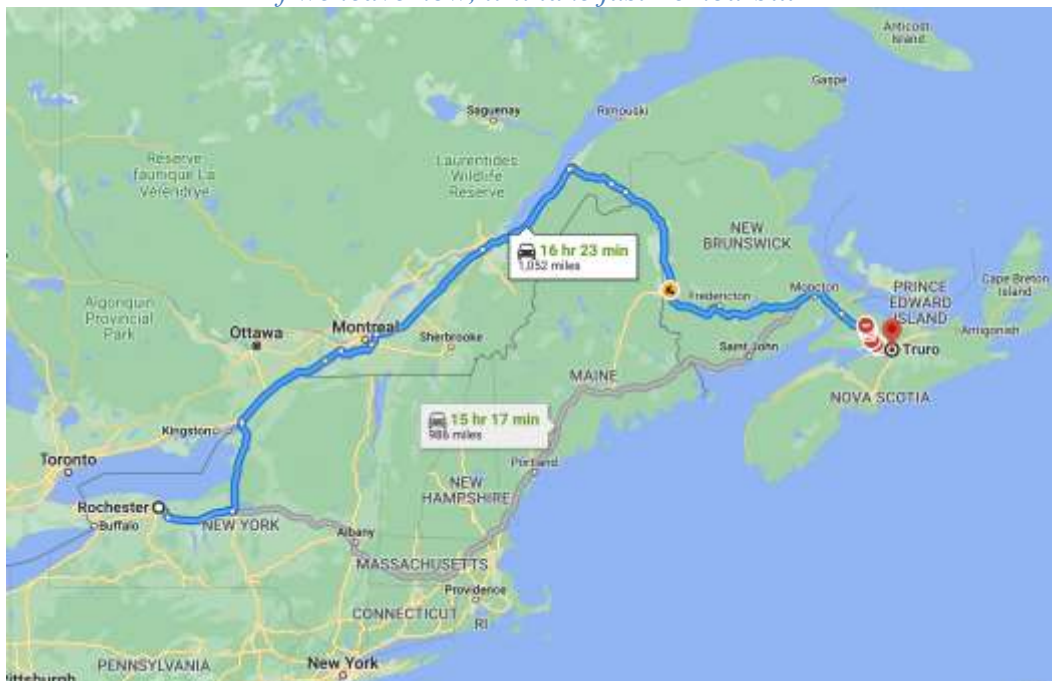 Anticosti
Island
Gaspé
Saguenay
Rimouski
Réserve
faunique La
Vérendrye
Laurentides
Wildlife
Reserve
NEW
BRUNSWICK
16 hr 23 min
1,052 miles
Cape Breton
Island
Algonquin
Provincial
Park
Fredericton
Moncton
PRINCE
EDWARD
ISLAND
Antigonish
Ottawa
Montreal
Sherbrooke
Saint John
Truro
MAINE
NOVA SCOTIA
15 hr 17 min
986 miles
Kingston
Toronto
Portland
NEW
HAMPSHIRE
Rochester
Buffalo
NEW YORK
Albany
MASSACHUSETTS
Providence
CONNECTICUT
RI
PENNSYLVANIA
New York